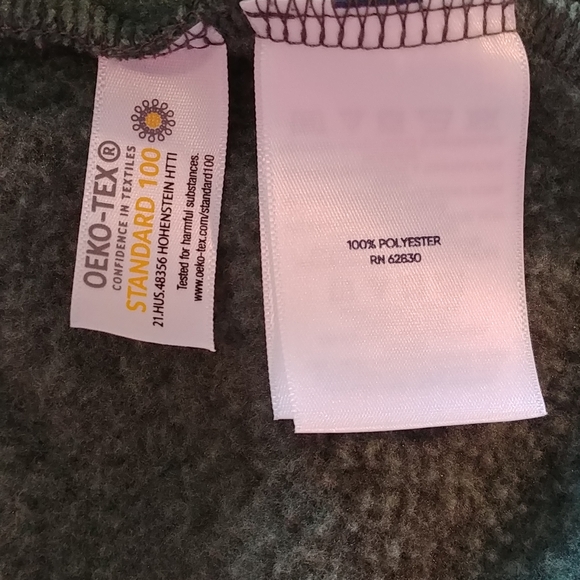 OEKO-TEX®
CONFIDENCE IN TEXTILES
STANDARD 100
21.HUS.48356 HOHENSTEIN HTTI
Tested for harmful substances.
www.oeko-tex.com/standard100
100% POLYESTER
RN 62830